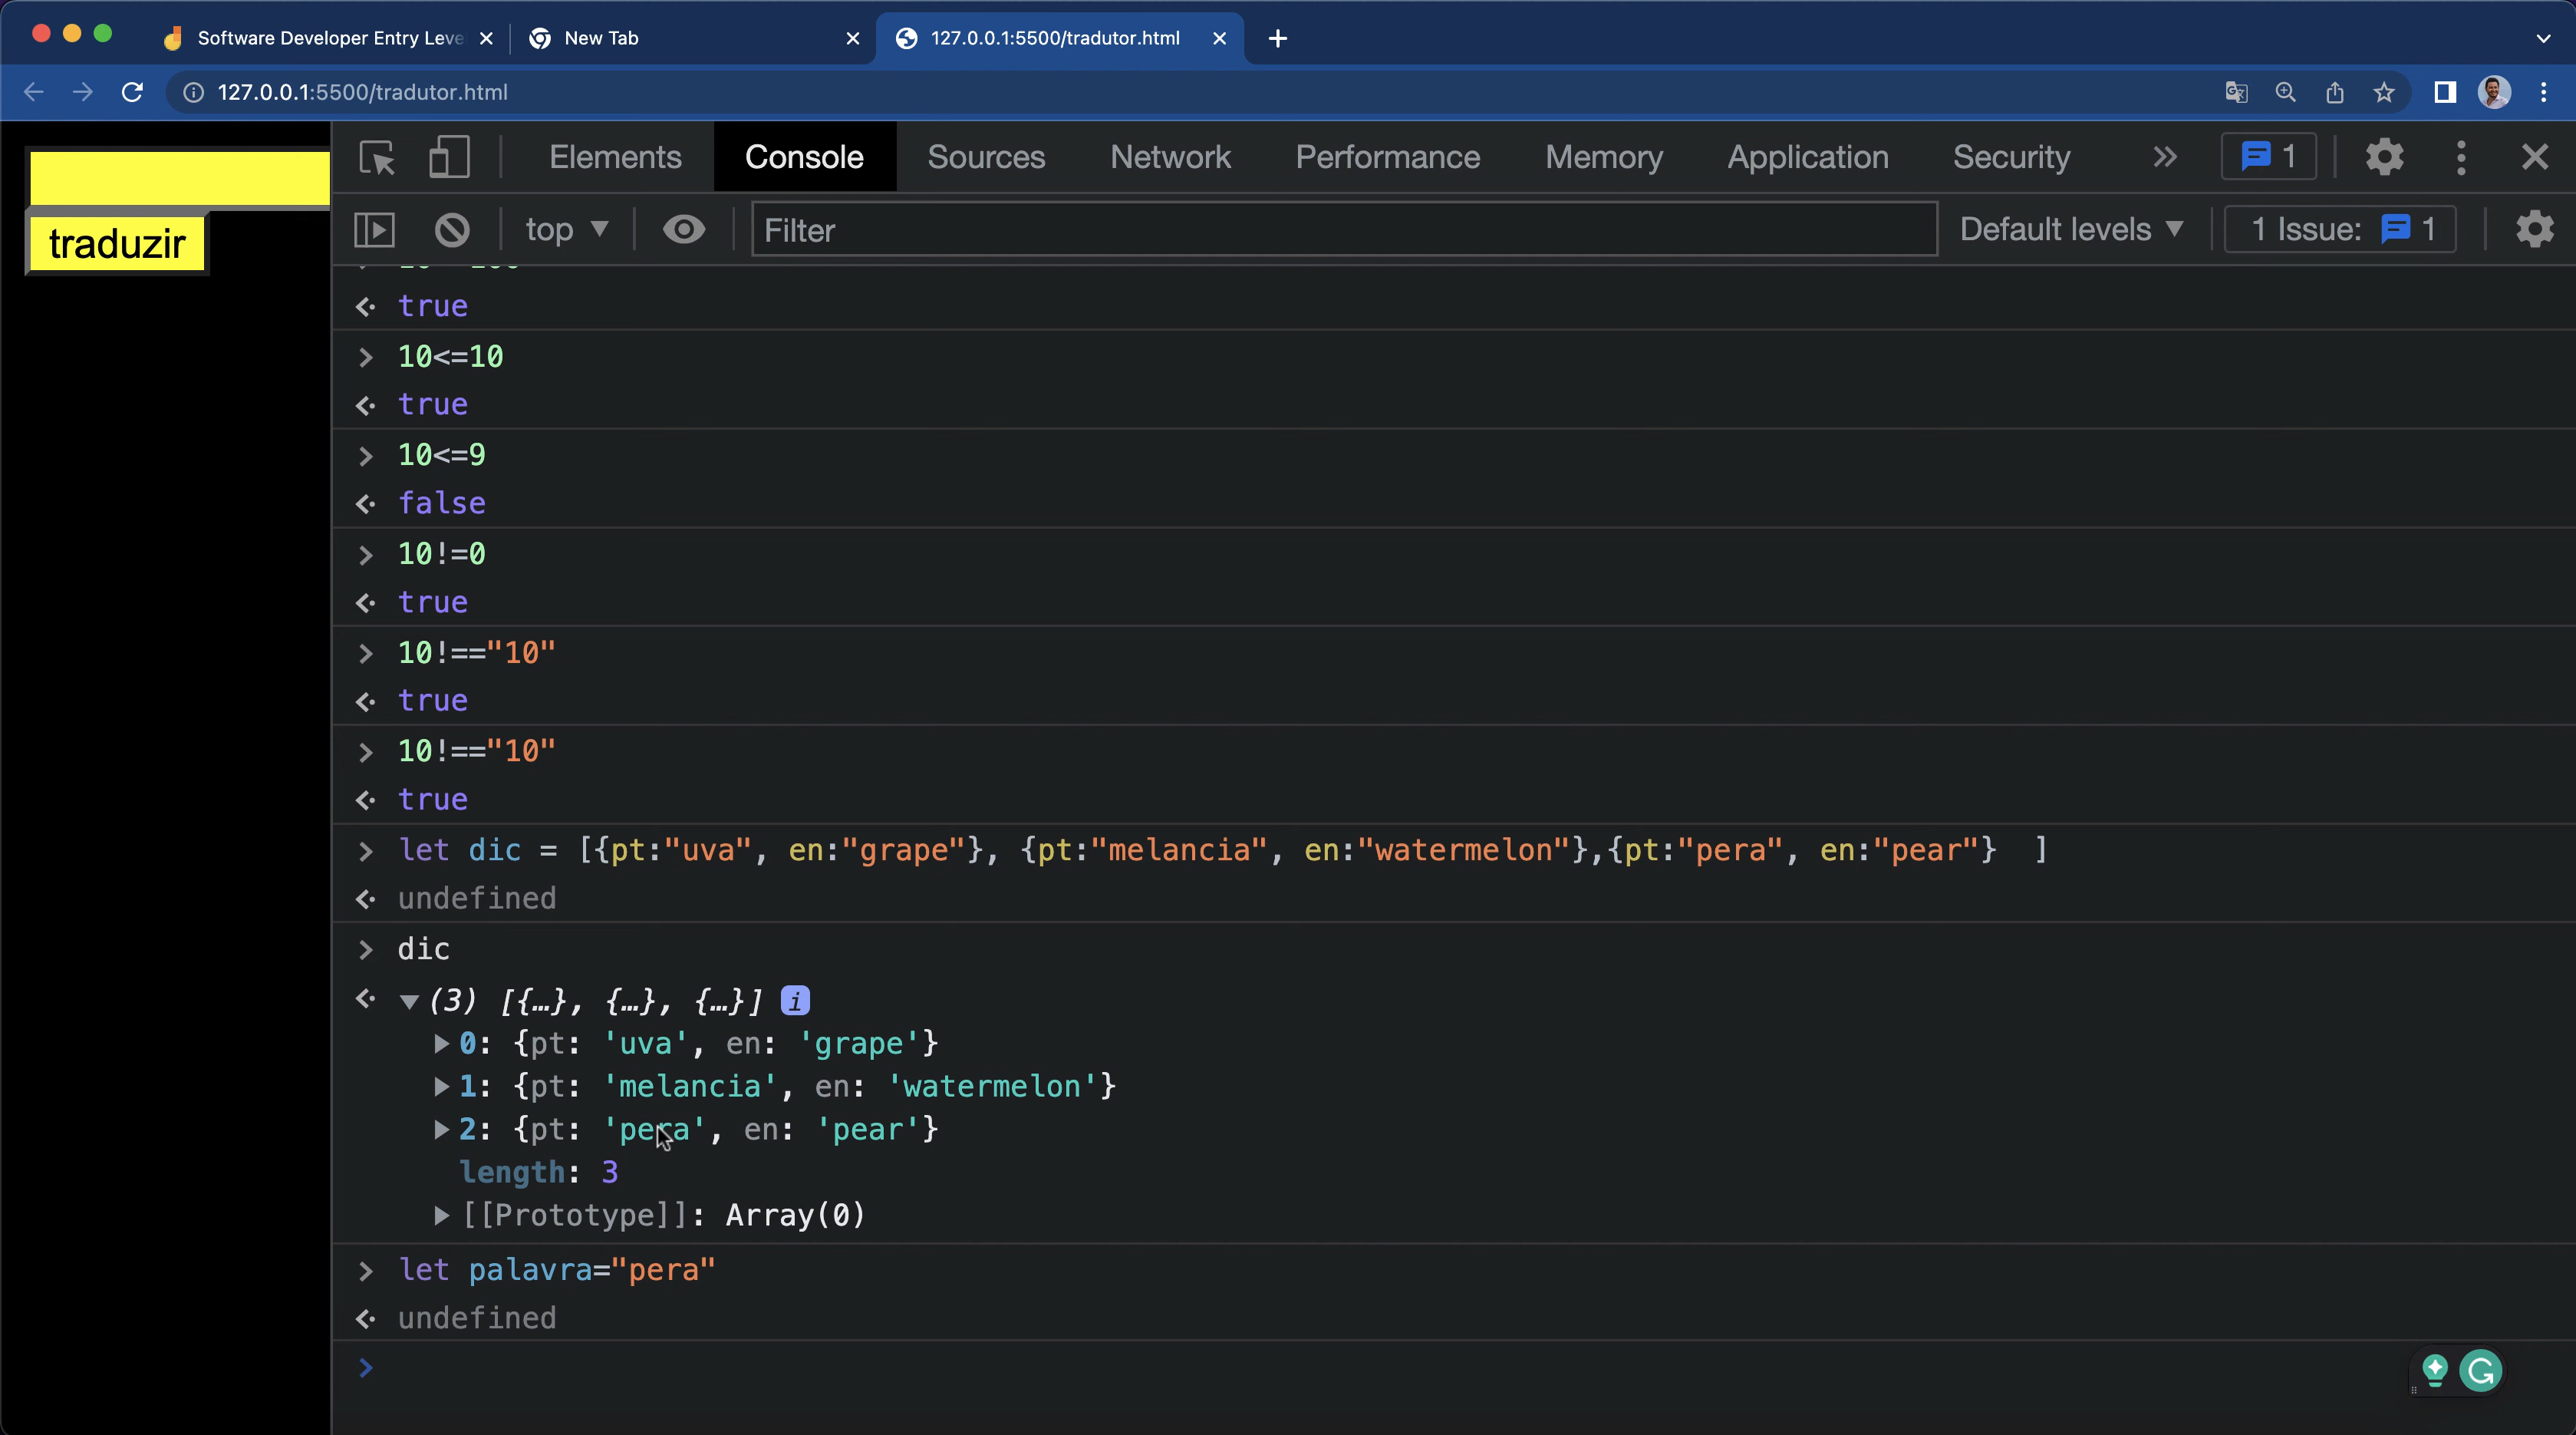 Software Developer Entry Leve
New Tab
127.0.0.1:5500/tradutor.html
127.0.0.1:5500/tradutor.html
traduzir
Elements Console Sources Network Performance Memory Application Security 1
top Filter Default levels 1 Issue: 1
true
10<=10
true
10<=9
false
10!=0
true
10!=="10"
true
10!=="10"
true
let dic = [{pt:"uva", en:"grape"}, {pt:"melancia", en:"watermelon"},{pt:"pera", en:"pear"} ]
undefined
dic
(3) [{…}, {…}, {…}] i
0: {pt: 'uva', en: 'grape'}
1: {pt: 'melancia', en: 'watermelon'}
2: {pt: 'pera', en: 'pear'}
length: 3
[[Prototype]]: Array(0)
let palavra="pera"
undefined